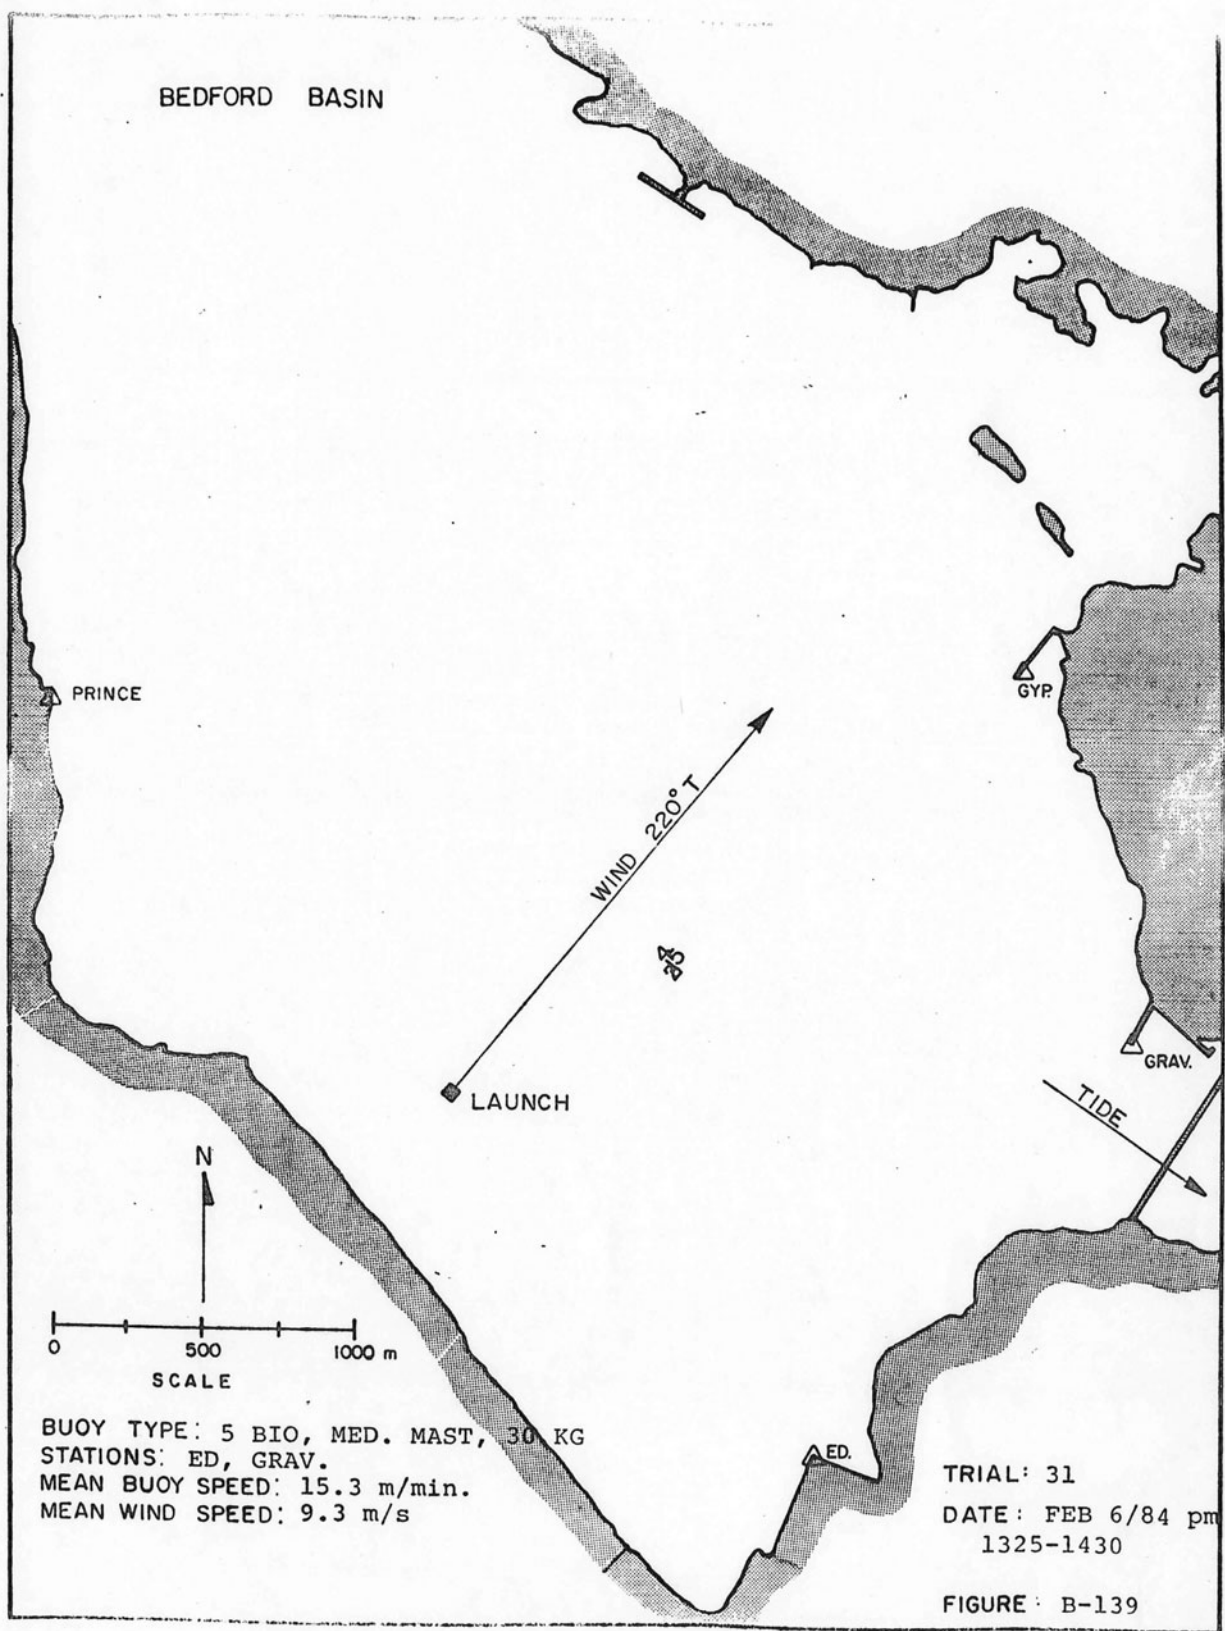 BEDFORD BASIN
PRINCE
GYP.
WIND 220° T
LAUNCH
GRAV.
TIDE
N
0 500 1000 m
SCALE
ED.
BUOY TYPE: 5 BIO, MED. MAST, 30 KG
STATIONS: ED, GRAV.
MEAN BUOY SPEED: 15.3 m/min.
MEAN WIND SPEED: 9.3 m/s
TRIAL: 31
DATE: FEB 6/84 pm
1325-1430
FIGURE: B-139